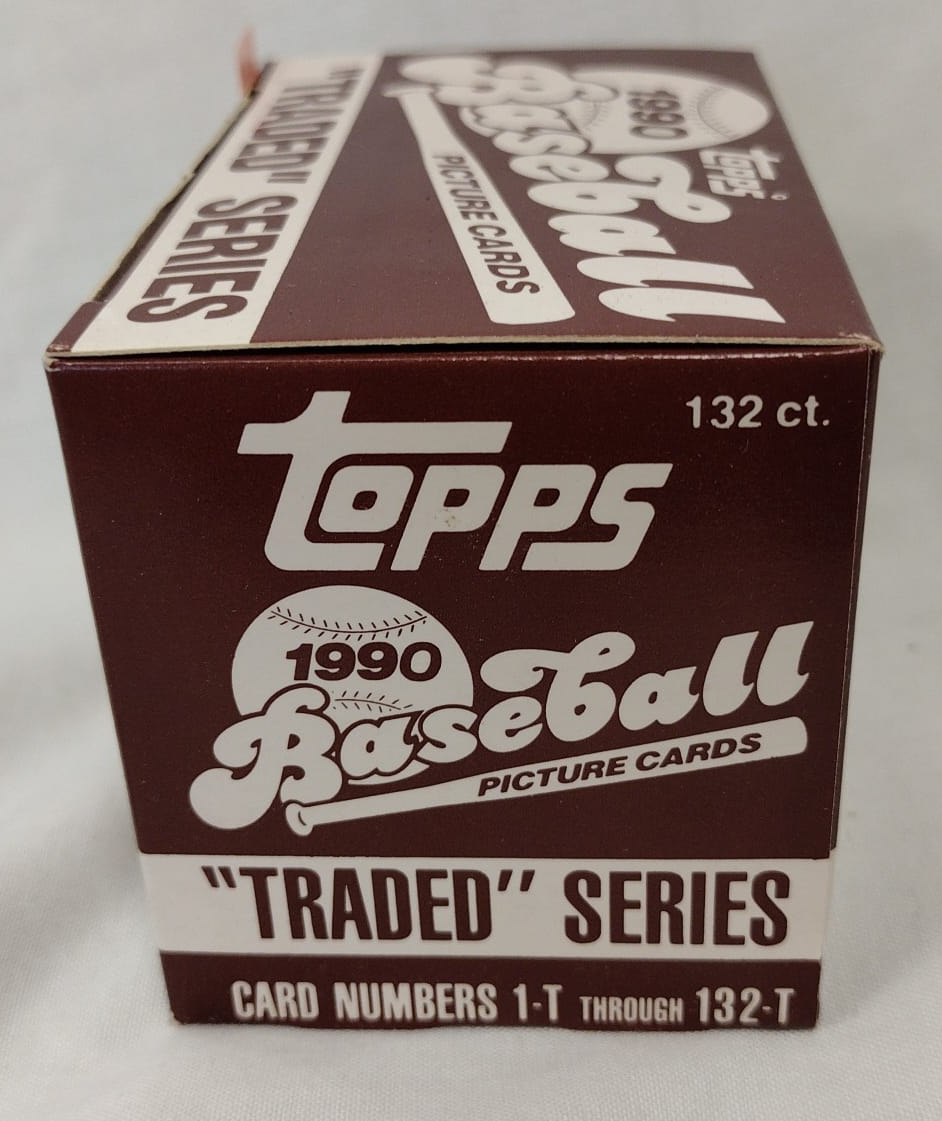 "TRADED" SERIES
1990
topps®
Baseball
PICTURE CARDS
132 ct.
topps
1990
Baseball
PICTURE CARDS
"TRADED" SERIES
CARD NUMBERS 1-T THROUGH 132-T